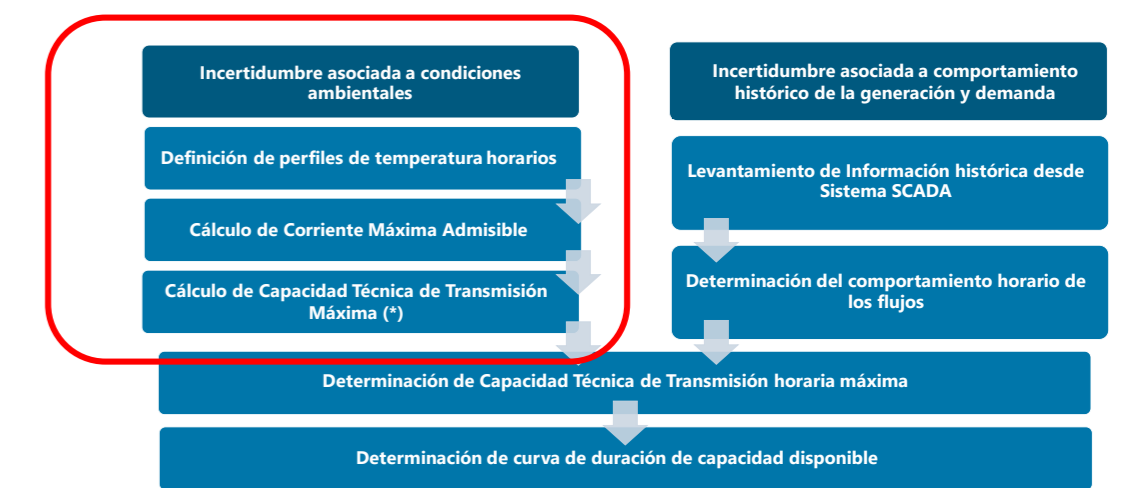 Incertidumbre asociada a condiciones
ambientales
Definición de perfiles de temperatura horarios
Cálculo de Corriente Máxima Admisible
Cálculo de Capacidad Técnica de Transmisión
Máxima (*)
Incertidumbre asociada a comportamiento
histórico de la generación y demanda
Levantamiento de Información histórica desde
Sistema SCADA
Determinación del comportamiento horario de
los flujos
Determinación de Capacidad Técnica de Transmisión horaria máxima
Determinación de curva de duración de capacidad disponible